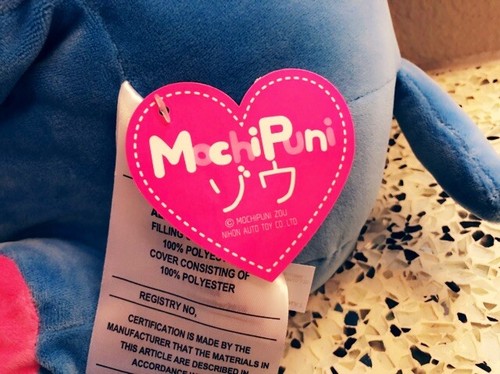 MochiPuni
ゾウ
© MOCHIPUNI ZOU
NIHON AUTO TOY CO. LTD
FILLING
100% POLYE
COVER CONSISTING OF
100% POLYESTER
REGISTRY NO.
CERTIFICATION IS MADE BY THE
MANUFACTURER THAT THE MATERIALS IN
THIS ARTICLE ARE DESCRIBED IN